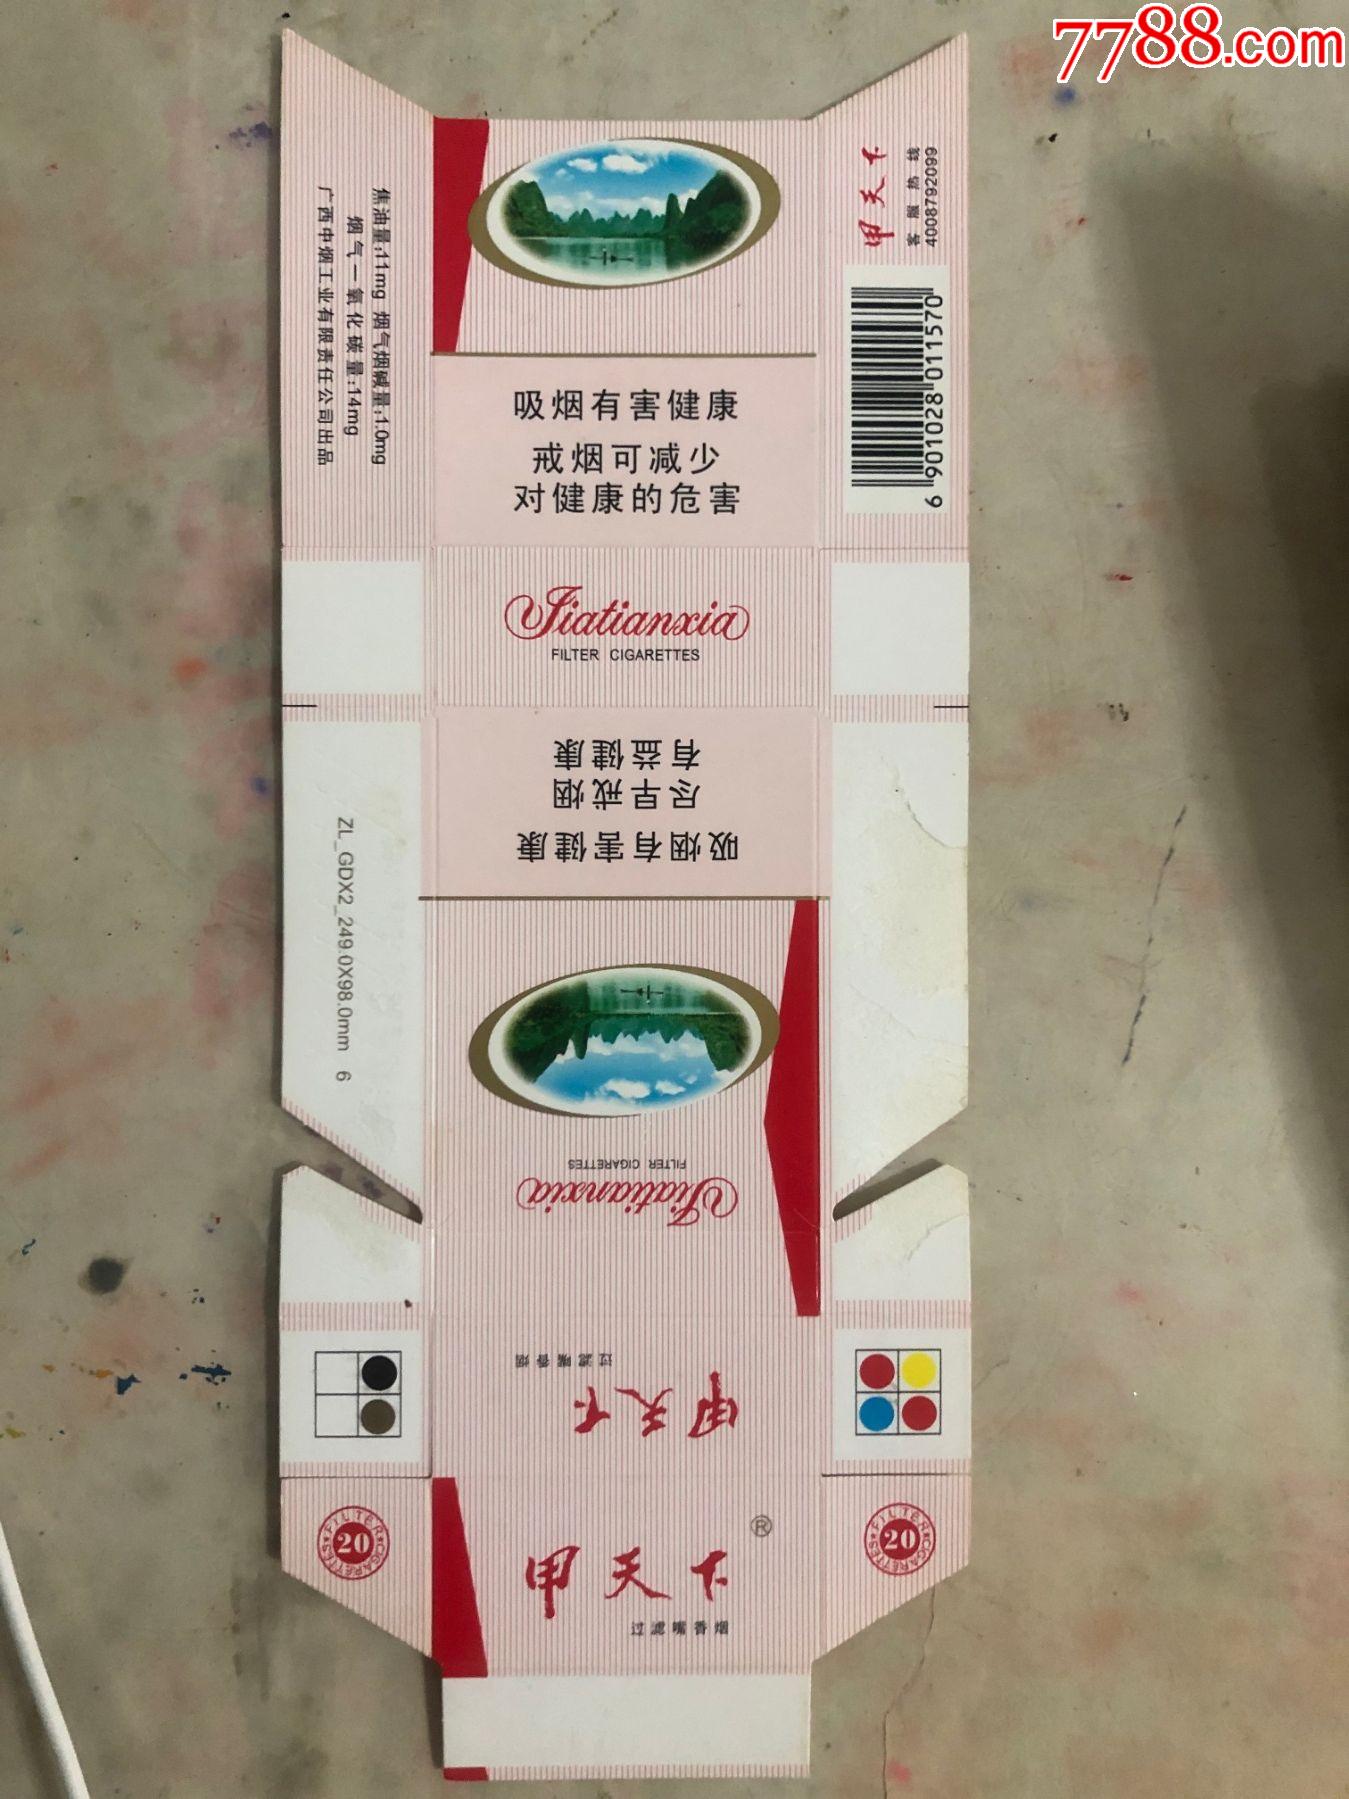 7788.com
甲天下
客服热线
4008792099
6 901028 011570
焦油量:11mg 烟气烟碱量:1.0mg
烟气一氧化碳量:14mg
广西中烟工业有限责任公司出品
吸烟有害健康
戒烟可减少
对健康的危害
Jiatianxia
FILTER CIGARETTES
吸烟有害健康
尽早戒烟
有益健康
ZL_GDX2_249.0X98.0mm 6
Jiatianxia
FILTER CIGARETTES
甲天下
过滤嘴香烟
FILTER CIGARETTES
20
甲天下®
过滤嘴香烟
FILTER CIGARETTES
20